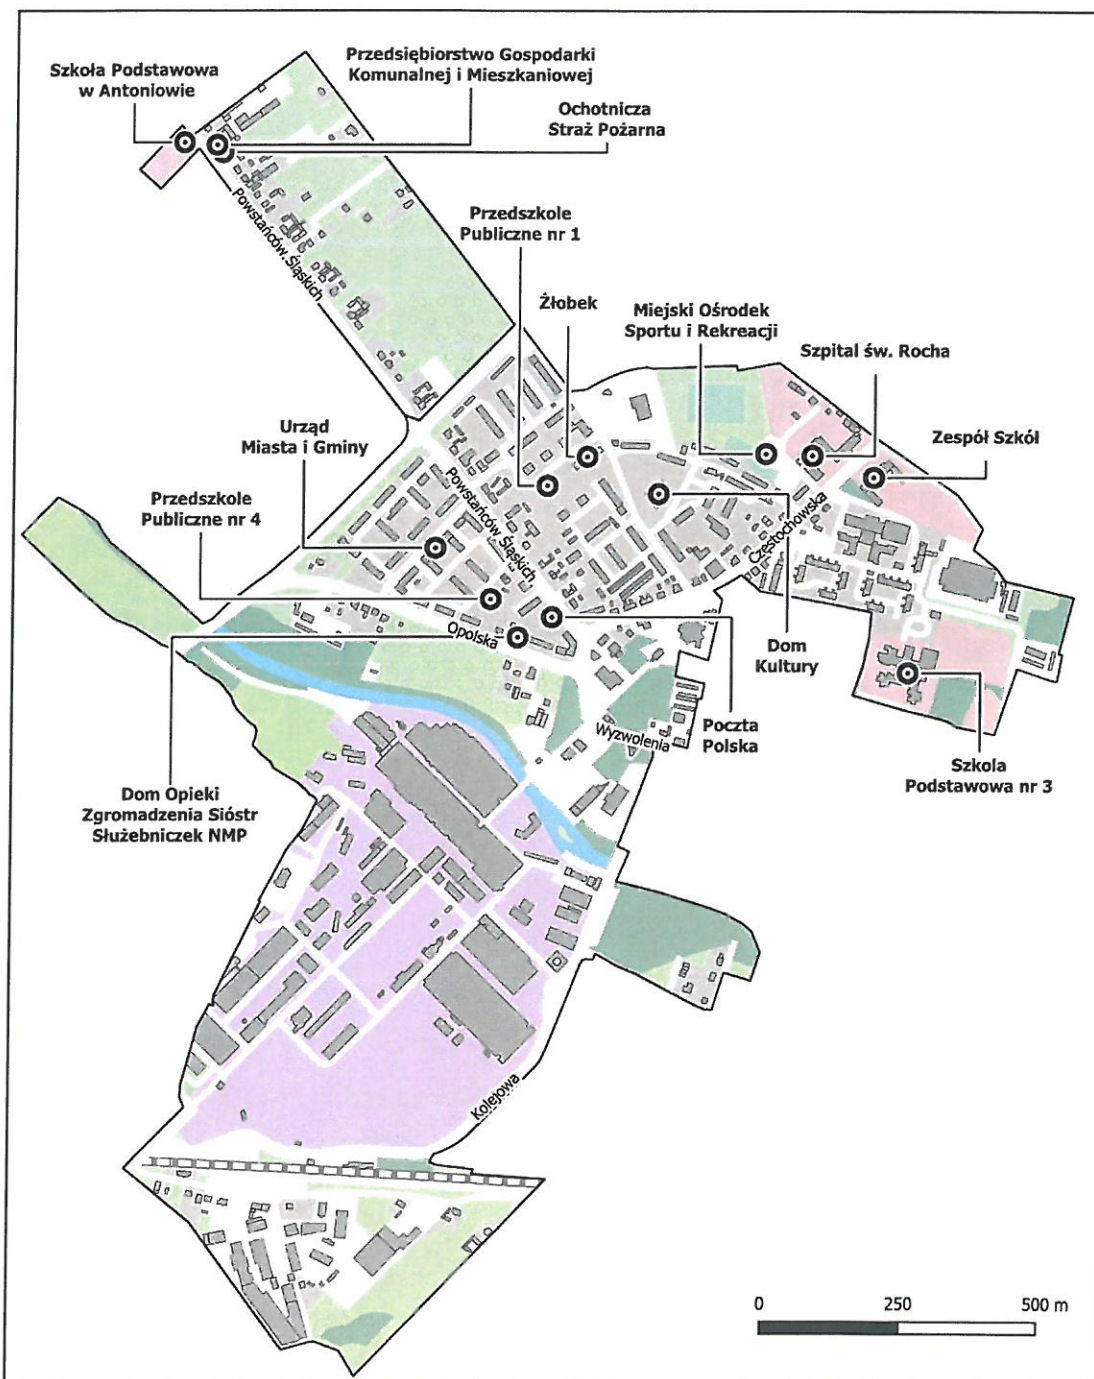 Szkoła Podstawowa
w Antoniowie
Przedsiębiorstwo Gospodarki
Komunalnej i Mieszkaniowej
Ochotnicza
Straż Pożarna
Powstańców Śląskich
Przedszkole
Publiczne nr 1
Żłobek
Miejski Ośrodek
Sportu i Rekreacji
Szpital św. Rocha
Zespół Szkół
Urząd
Miasta i Gminy
Przedszkole
Publiczne nr 4
Powstańców Śląskich
Częstochowska
Opolska
Dom
Kultury
Wyzwolenia
Poczta
Polska
Szkola
Podstawowa nr 3
Dom Opieki
Zgromadzenia Sióstr
Służebniczek NMP
Kolejowa
0 250 500 m